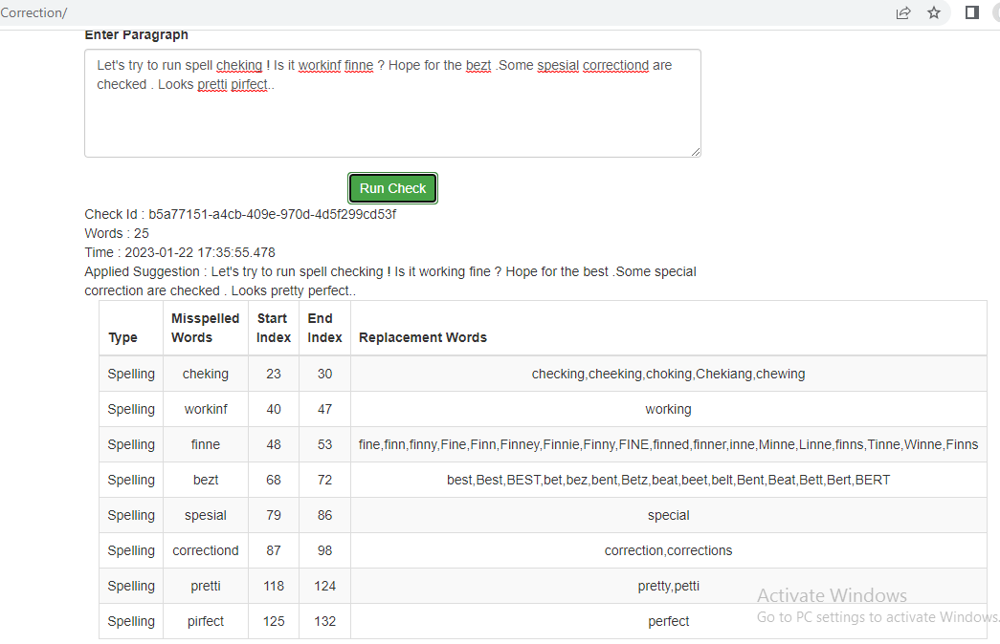 Correction/
Enter Paragraph
Let's try to run spell cheking ! Is it workinf finne ? Hope for the bezt .Some spesial correctiond are
checked . Looks pretti pirfect..
Run Check
Check Id : b5a77151-a4cb-409e-970d-4d5f299cd53f
Words : 25
Time : 2023-01-22 17:35:55.478
Applied Suggestion : Let's try to run spell checking ! Is it working fine ? Hope for the best .Some special
correction are checked . Looks pretty perfect..
Type Misspelled Words Start Index End Index Replacement Words
Spelling cheking 23 30 checking,cheeking,choking,Chekiang,chewing
Spelling workinf 40 47 working
Spelling finne 48 53 fine,finn,finny,Fine,Finn,Finney,Finnie,Finny,FINE,finned,finner,inne,Minne,Linne,finns,Tinne,Winne,Finns
Spelling bezt 68 72 best,Best,BEST,bet,bez,bent,Betz,beat,beet,belt,Bent,Beat,Bett,Bert,BERT
Spelling spesial 79 86 special
Spelling correctiond 87 98 correction,corrections
Spelling pretti 118 124 pretty,petti
Spelling pirfect 125 132 perfect
Activate Windows
Go to PC settings to activate Windows.